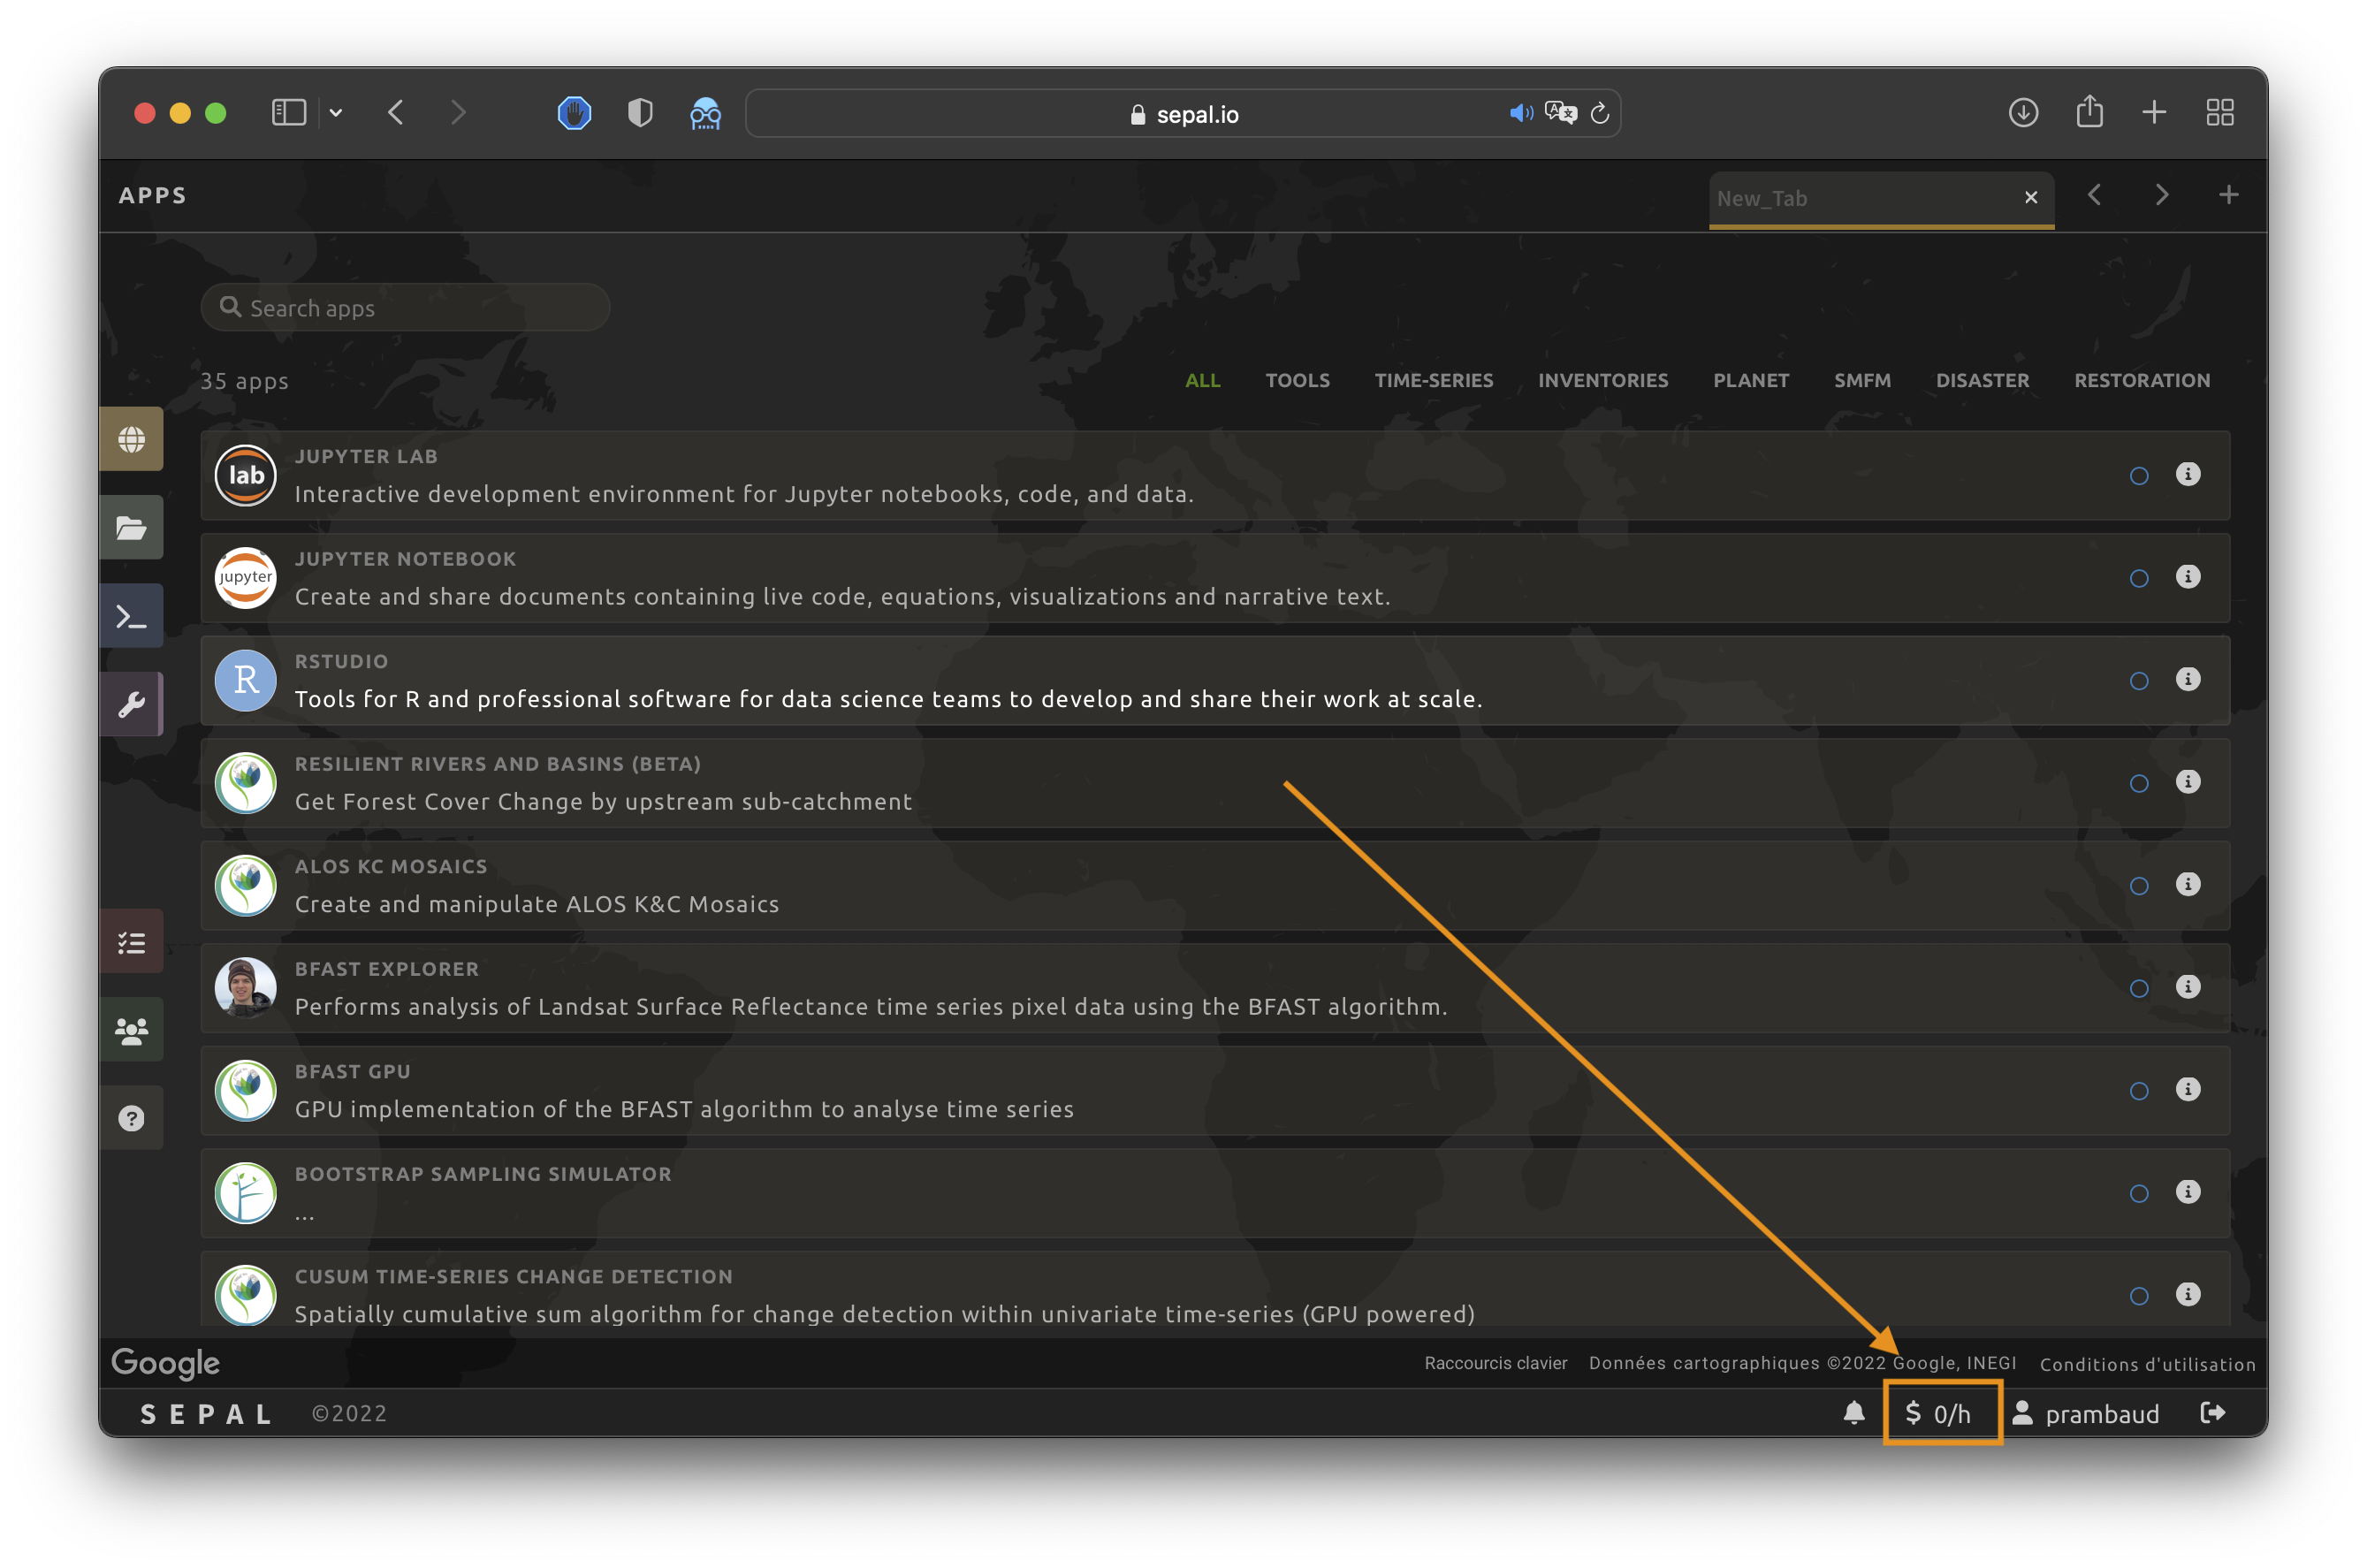 sepal.io
APPS
New_Tab
Search apps
35 apps
ALL TOOLS TIME-SERIES INVENTORIES PLANET SMFM DISASTER RESTORATION
lab
JUPYTER LAB
Interactive development environment for Jupyter notebooks, code, and data.
jupyter
JUPYTER NOTEBOOK
Create and share documents containing live code, equations, visualizations and narrative text.
R
RSTUDIO
Tools for R and professional software for data science teams to develop and share their work at scale.
RESILIENT RIVERS AND BASINS (BETA)
Get Forest Cover Change by upstream sub-catchment
ALOS KC MOSAICS
Create and manipulate ALOS K&C Mosaics
BFAST EXPLORER
Performs analysis of Landsat Surface Reflectance time series pixel data using the BFAST algorithm.
BFAST GPU
GPU implementation of the BFAST algorithm to analyse time series
BOOTSTRAP SAMPLING SIMULATOR
...
CUSUM TIME-SERIES CHANGE DETECTION
Spatially cumulative sum algorithm for change detection within univariate time-series (GPU powered)
Google
Raccourcis clavier Données cartographiques ©2022 Google, INEGI Conditions d'utilisation
SEPAL ©2022 $ 0/h prambaud